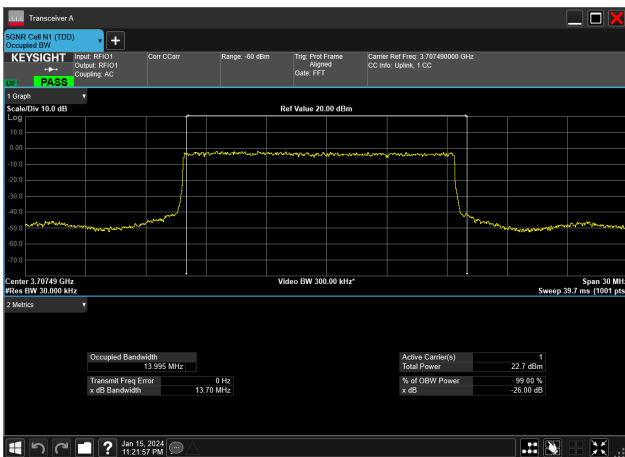 Transceiver A
5GNR Cell N1 (TDD)
Occupied BW
KEYSIGHT
LV
PASS
Input: RFIO1
Output: RFIO1
Coupling: AC
Corr CCorr
Range: -60 dBm
Trig: Prot Frame
Aligned
Gate: FFT
Carrier Ref Freq: 3.707490000 GHz
CC Info: Uplink, 1 CC
1 Graph
Scale/Div 10.0 dB
Ref Value 20.00 dBm
Log
10.0
0.00
-10.0
-20.0
-30.0
-40.0
-50.0
-60.0
-70.0
Center 3.70749 GHz
Video BW 300.00 kHz*
Span 30 MHz
#Res BW 30.000 kHz
Sweep 39.7 ms (1001 pts
2 Metrics
Occupied Bandwidth
13.995 MHz
Transmit Freq Error 0 Hz
x dB Bandwidth 13.70 MHz
Active Carrier(s) 1
Total Power 22.7 dBm
% of OBW Power 99.00 %
x dB -26.00 dB
Jan 15, 2024
11:21:57 PM